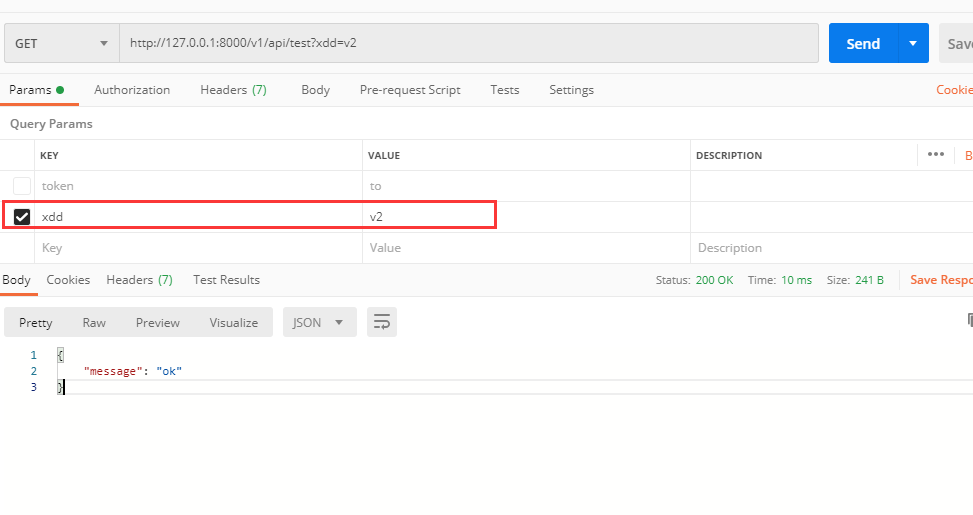 GET http://127.0.0.1:8000/v1/api/test?xdd=v2 Send Save
Params Authorization Headers (7) Body Pre-request Script Tests Settings Cookie
Query Params
KEY VALUE DESCRIPTION ••• B
token to
xdd v2
Key Value Description
Body Cookies Headers (7) Test Results Status: 200 OK Time: 10 ms Size: 241 B Save Respo
Pretty Raw Preview Visualize JSON
1 {
2 "message": "ok"
3 }